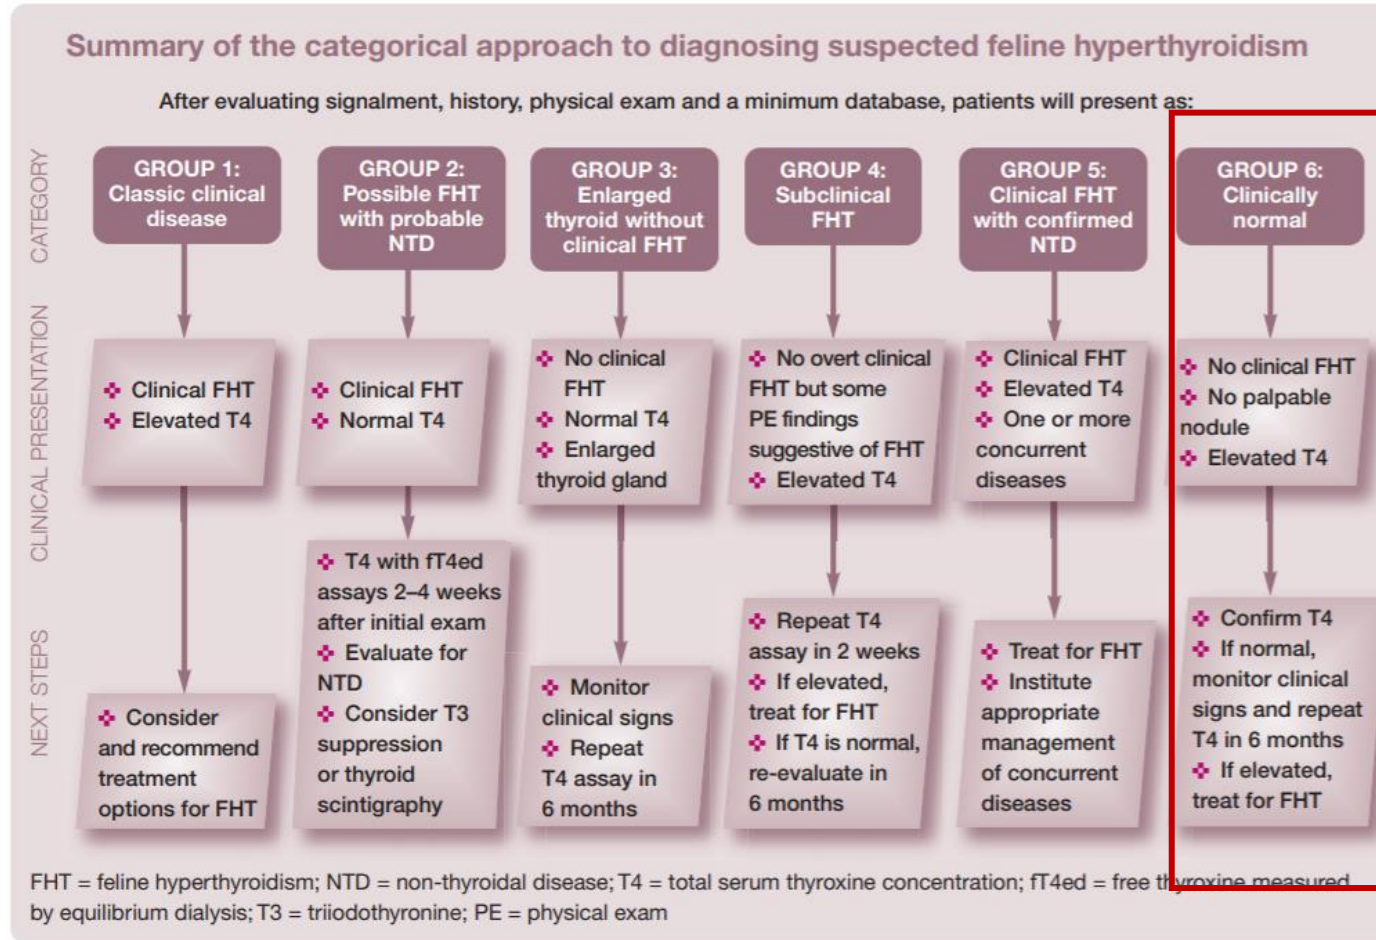 Summary of the categorical approach to diagnosing suspected feline hyperthyroidism
After evaluating signalment, history, physical exam and a minimum database, patients will present as:
CATEGORY
GROUP 1:
Classic clinical
disease
GROUP 2:
Possible FHT
with probable
NTD
GROUP 3:
Enlarged
thyroid without
clinical FHT
GROUP 4:
Subclinical
FHT
GROUP 5:
Clinical FHT
with confirmed
NTD
GROUP 6:
Clinically
normal
CLINICAL PRESENTATION
Clinical FHT
Elevated T4
Clinical FHT
Normal T4
No clinical
FHT
Normal T4
Enlarged
thyroid gland
No overt clinical
FHT but some
PE findings
suggestive of FHT
Elevated T4
Clinical FHT
Elevated T4
One or more
concurrent
diseases
No clinical FHT
No palpable
nodule
Elevated T4
NEXT STEPS
Consider
and recommend
treatment
options for FHT
T4 with fT4ed
assays 2–4 weeks
after initial exam
Evaluate for
NTD
Consider T3
suppression
or thyroid
scintigraphy
Monitor
clinical signs
Repeat
T4 assay in
6 months
Repeat T4
assay in 2 weeks
If elevated,
treat for FHT
If T4 is normal,
re-evaluate in
6 months
Treat for FHT
Institute
appropriate
management
of concurrent
diseases
Confirm T4
If normal,
monitor clinical
signs and repeat
T4 in 6 months
If elevated,
treat for FHT
FHT = feline hyperthyroidism; NTD = non-thyroidal disease; T4 = total serum thyroxine concentration; fT4ed = free thyroxine measured
by equilibrium dialysis; T3 = triiodothyronine; PE = physical exam